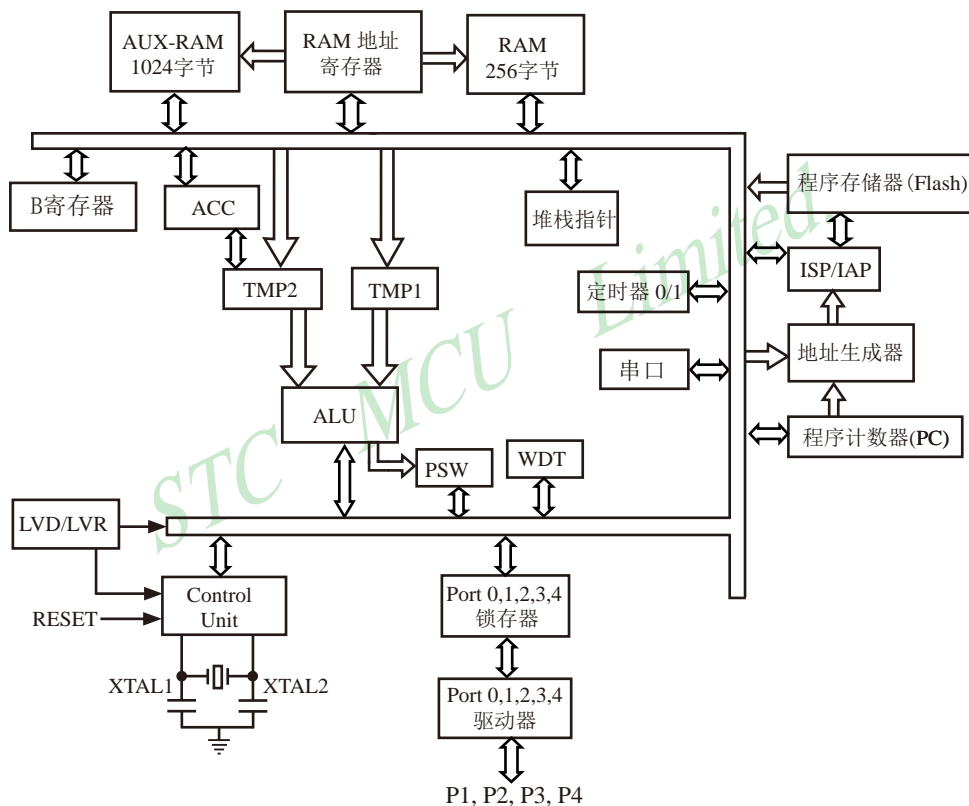 AUX-RAM
1024字节
RAM 地址
寄存器
RAM
256字节
B寄存器
ACC
堆栈指针
程序存储器(Flash)
TMP2
TMP1
定时器 0/1
ISP/IAP
串口
地址生成器
ALU
程序计数器(PC)
PSW
WDT
LVD/LVR
Control
Unit
RESET
XTAL1
XTAL2
Port 0,1,2,3,4
锁存器
Port 0,1,2,3,4
驱动器
P1, P2, P3, P4
STC MCU Limited.